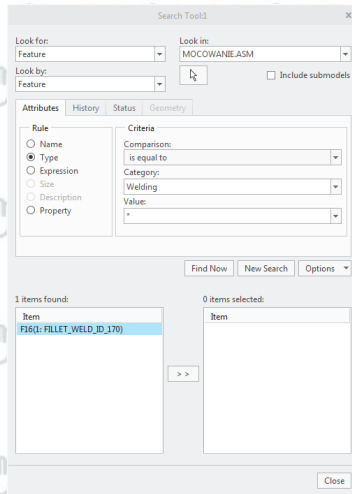 Search Tool:1
x
Look for:
Look in:
Feature
MOCOWANIE.ASM
Look by:
Feature
Include submodels
Attributes History Status Geometry
Rule
Criteria
Name
Comparison:
Type
is equal to
Expression
Category:
Size
Welding
Description
Value:
Property
*
Find Now New Search Options
1 items found:
0 items selected:
Item
Item
F16(1: FILLET_WELD_ID_170)
> >
Close